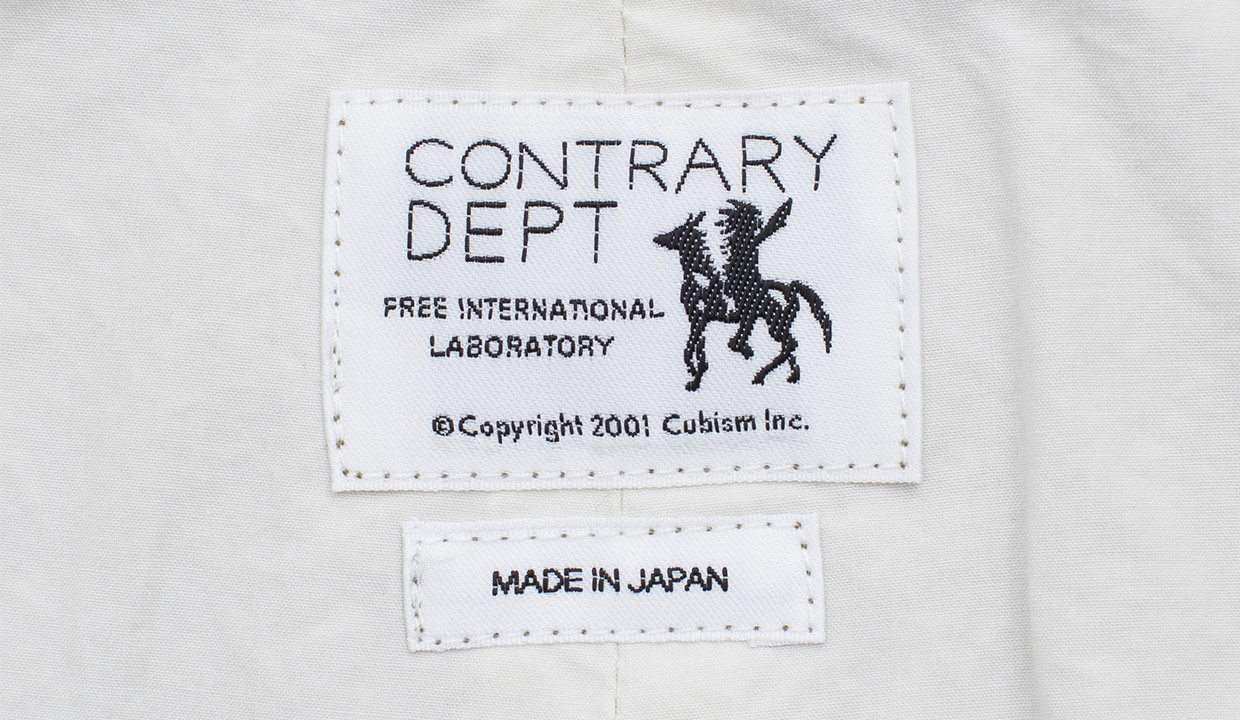 CONTRARY
DEPT
FREE INTERNATIONAL
LABORATORY
©Copyright 2001 Cubism Inc.
MADE IN JAPAN